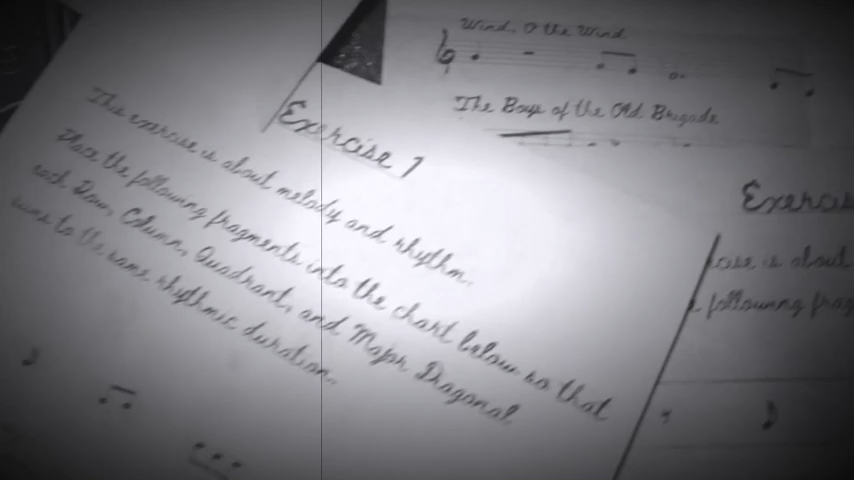 Wind, O the Wind
The Boys of the Old Brigade
Exercise 1
This exercise is about melody and rhythm.
Place the following fragments into the chart below so that
each Row, Column, Quadrant, and Major Diagonal
sums to the same rhythmic duration.
Exercis
cise is about
e following frag